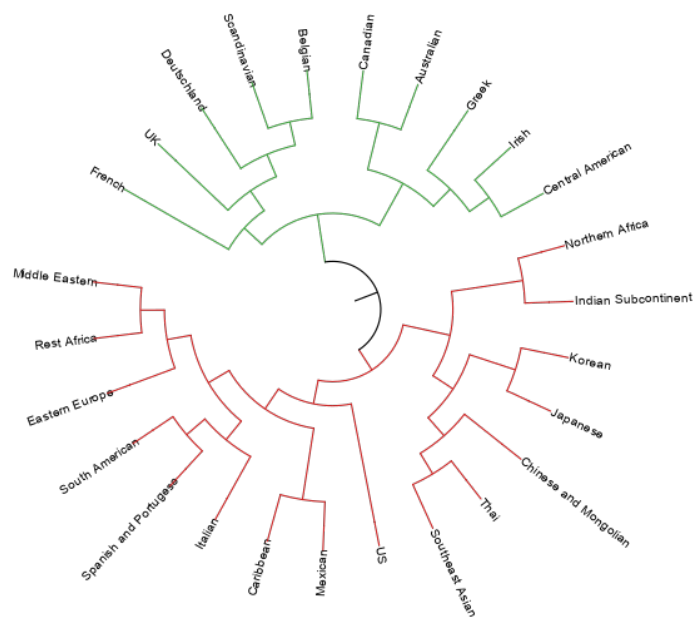 Scandinavian
Belgian
Canadian
Australian
Deutschland
Greek
UK
Irish
French
Central American
Northern Africa
Middle Eastern
Indian Subcontinent
Rest Africa
Korean
Eastern Europe
Japanese
South American
Chinese and Mongolian
Spanish and Portugese
Thai
Italian
Caribbean
Mexican
US
Southeast Asian